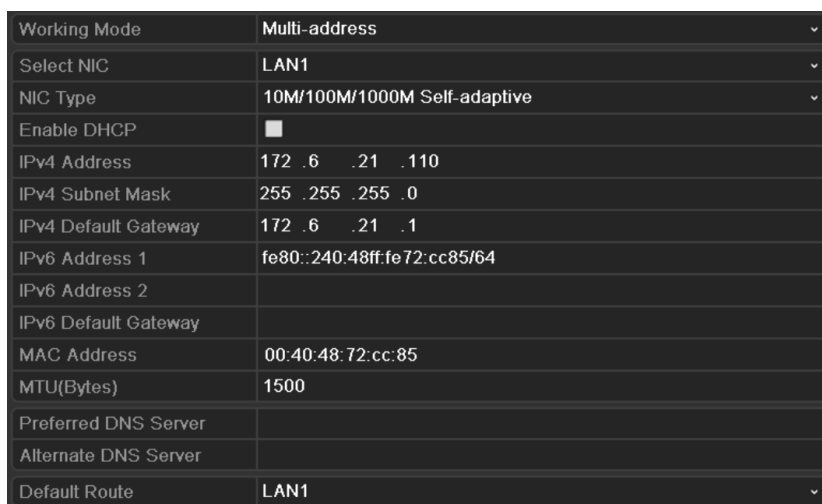 Working Mode Multi-address
Select NIC LAN1
NIC Type 10M/100M/1000M Self-adaptive
Enable DHCP
IPv4 Address 172 .6 .21 .110
IPv4 Subnet Mask 255 .255 .255 .0
IPv4 Default Gateway 172 .6 .21 .1
IPv6 Address 1 fe80::240:48ff:fe72:cc85/64
IPv6 Address 2
IPv6 Default Gateway
MAC Address 00:40:48:72:cc:85
MTU(Bytes) 1500
Preferred DNS Server
Alternate DNS Server
Default Route LAN1